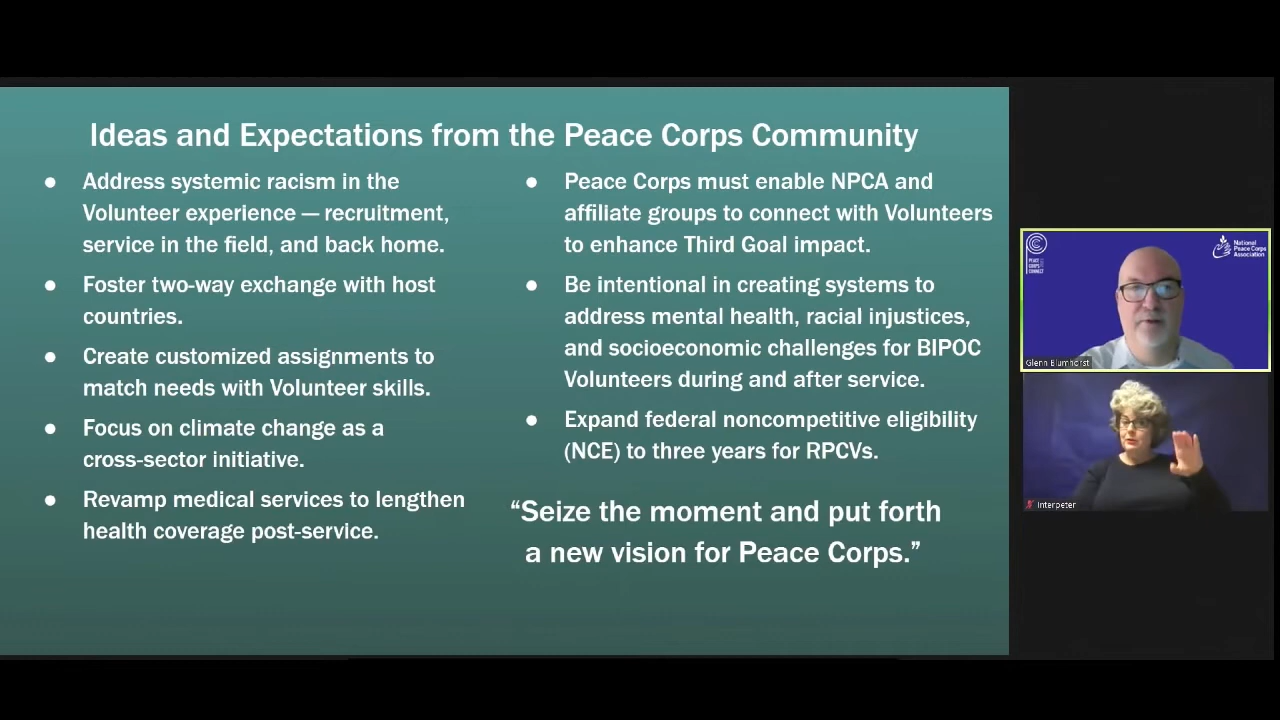 Ideas and Expectations from the Peace Corps Community
● Address systemic racism in the
Volunteer experience — recruitment,
service in the field, and back home.
● Foster two-way exchange with host
countries.
● Create customized assignments to
match needs with Volunteer skills.
● Focus on climate change as a
cross-sector initiative.
● Revamp medical services to lengthen
health coverage post-service.
● Peace Corps must enable NPCA and
affiliate groups to connect with Volunteers
to enhance Third Goal impact.
● Be intentional in creating systems to
address mental health, racial injustices,
and socioeconomic challenges for BIPOC
Volunteers during and after service.
● Expand federal noncompetitive eligibility
(NCE) to three years for RPCVs.
“Seize the moment and put forth
a new vision for Peace Corps.”
PEACE
CORPS
CONNECT
National
Peace Corps
Association
Glenn Blumhorst
Interpeter